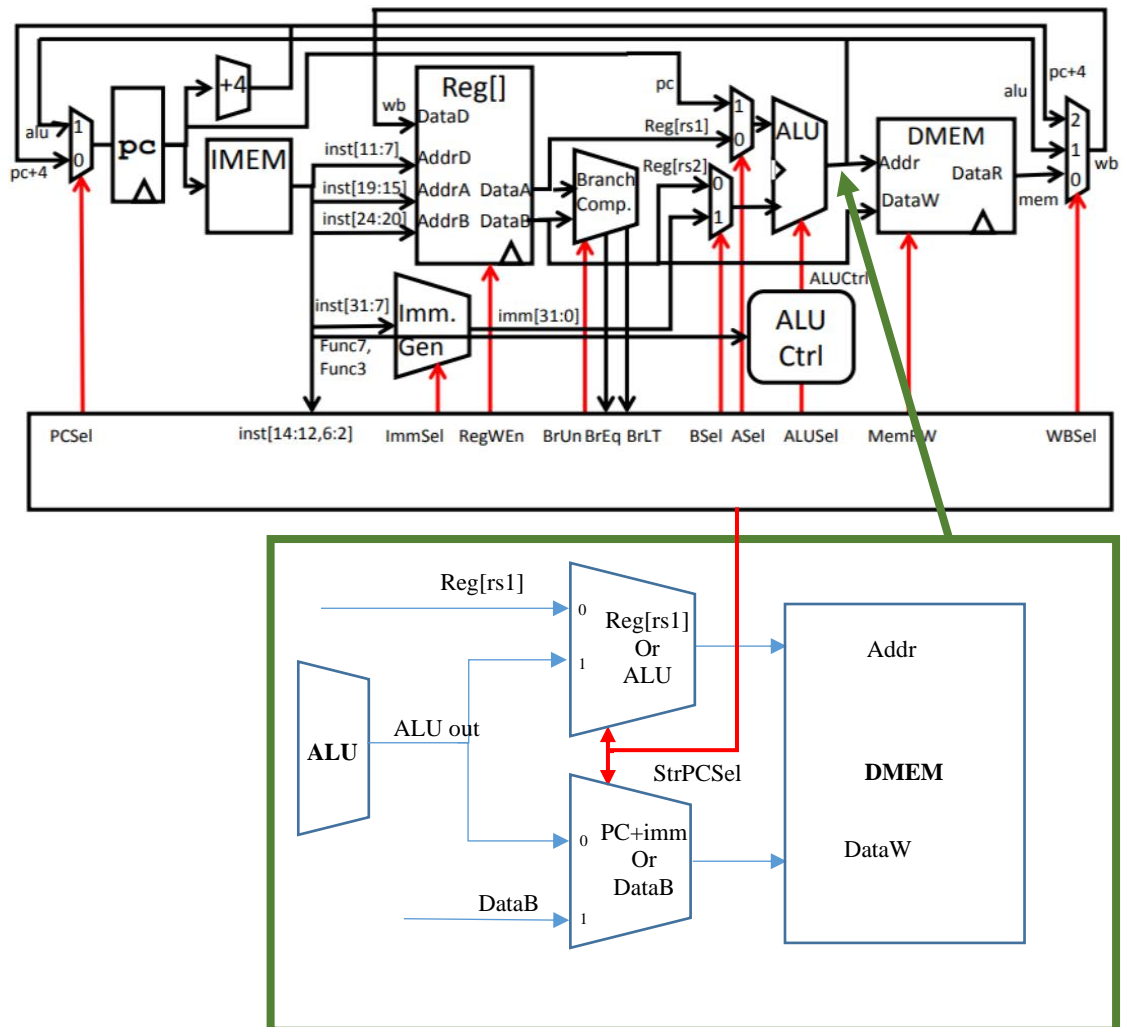 pc+4
alu
pc
+4
Reg[]
wb
DataD
pc
1
0
Reg[rs1]
ALU
alu
pc+4
2
1
0
wb
DMEM
Addr
DataR
DataW
mem
alu
1
0
pc+4
pc
IMEM
inst[11:7]
AddrD
inst[19:15]
AddrA
DataA
inst[24:20]
AddrB
DataB
Branch
Comp.
Reg[rs2]
0
1
inst[31:7]
Imm.
Gen
imm[31:0]
Func7,
Func3
ALUCtrl
ALU
Ctrl
PCSel
inst[14:12,6:2]
ImmSel
RegWEn
BrUn
BrEq
BrLT
BSel
ASel
ALUSel
MemRW
WBSel
Reg[rs1]
0
1
Reg[rs1]
Or
ALU
Addr
ALU
ALU out
StrPCSel
DMEM
0
1
PC+imm
Or
DataB
DataW
DataB